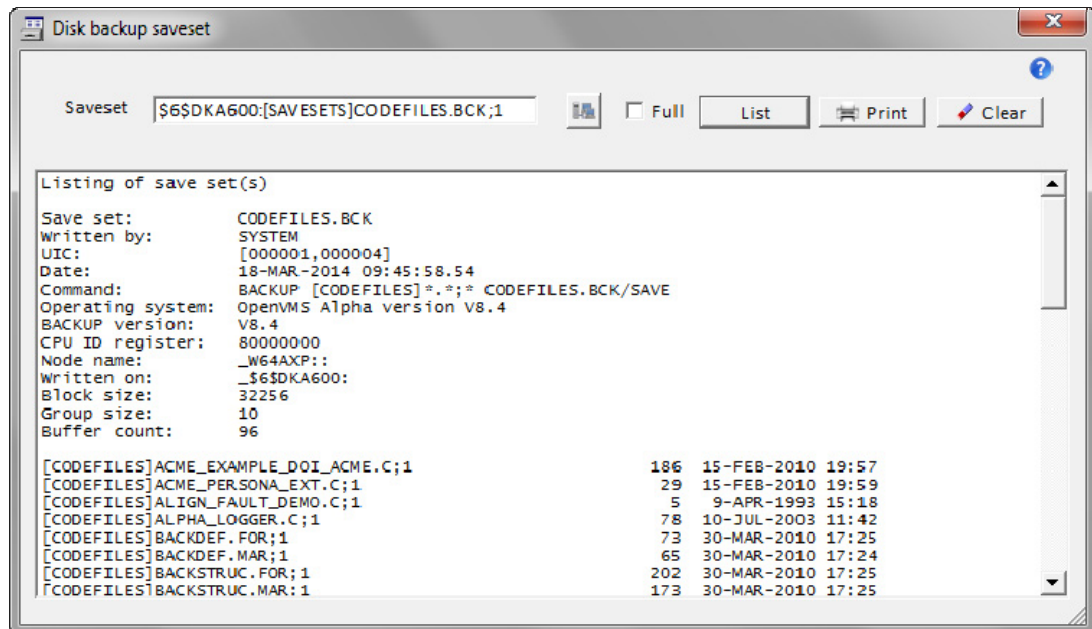 Disk backup saveset
Saveset $6$DKA600:[SAVESETS]CODEFILES.BCK;1 Full List Print Clear
Listing of save set(s)
Save set: CODEFILES.BCK
Written by: SYSTEM
UIC: [000001,000004]
Date: 18-MAR-2014 09:45:58.54
Command: BACKUP [CODEFILES]*.*;* CODEFILES.BCK/SAVE
Operating system: OpenVMS Alpha version V8.4
BACKUP version: V8.4
CPU ID register: 80000000
Node name: _W64AXP::
Written on: _$6$DKA600:
Block size: 32256
Group size: 10
Buffer count: 96
[CODEFILES]ACME_EXAMPLE_DOI_ACME.C;1 186 15-FEB-2010 19:57
[CODEFILES]ACME_PERSONA_EXT.C;1 29 15-FEB-2010 19:59
[CODEFILES]ALIGN_FAULT_DEMO.C;1 5 9-APR-1993 15:18
[CODEFILES]ALPHA_LOGGER.C;1 78 10-JUL-2003 11:42
[CODEFILES]BACKDEF.FOR;1 73 30-MAR-2010 17:25
[CODEFILES]BACKDEF.MAR;1 65 30-MAR-2010 17:24
[CODEFILES]BACKSTRUC.FOR;1 202 30-MAR-2010 17:25
[CODEFILES]BACKSTRUC.MAR;1 173 30-MAR-2010 17:25